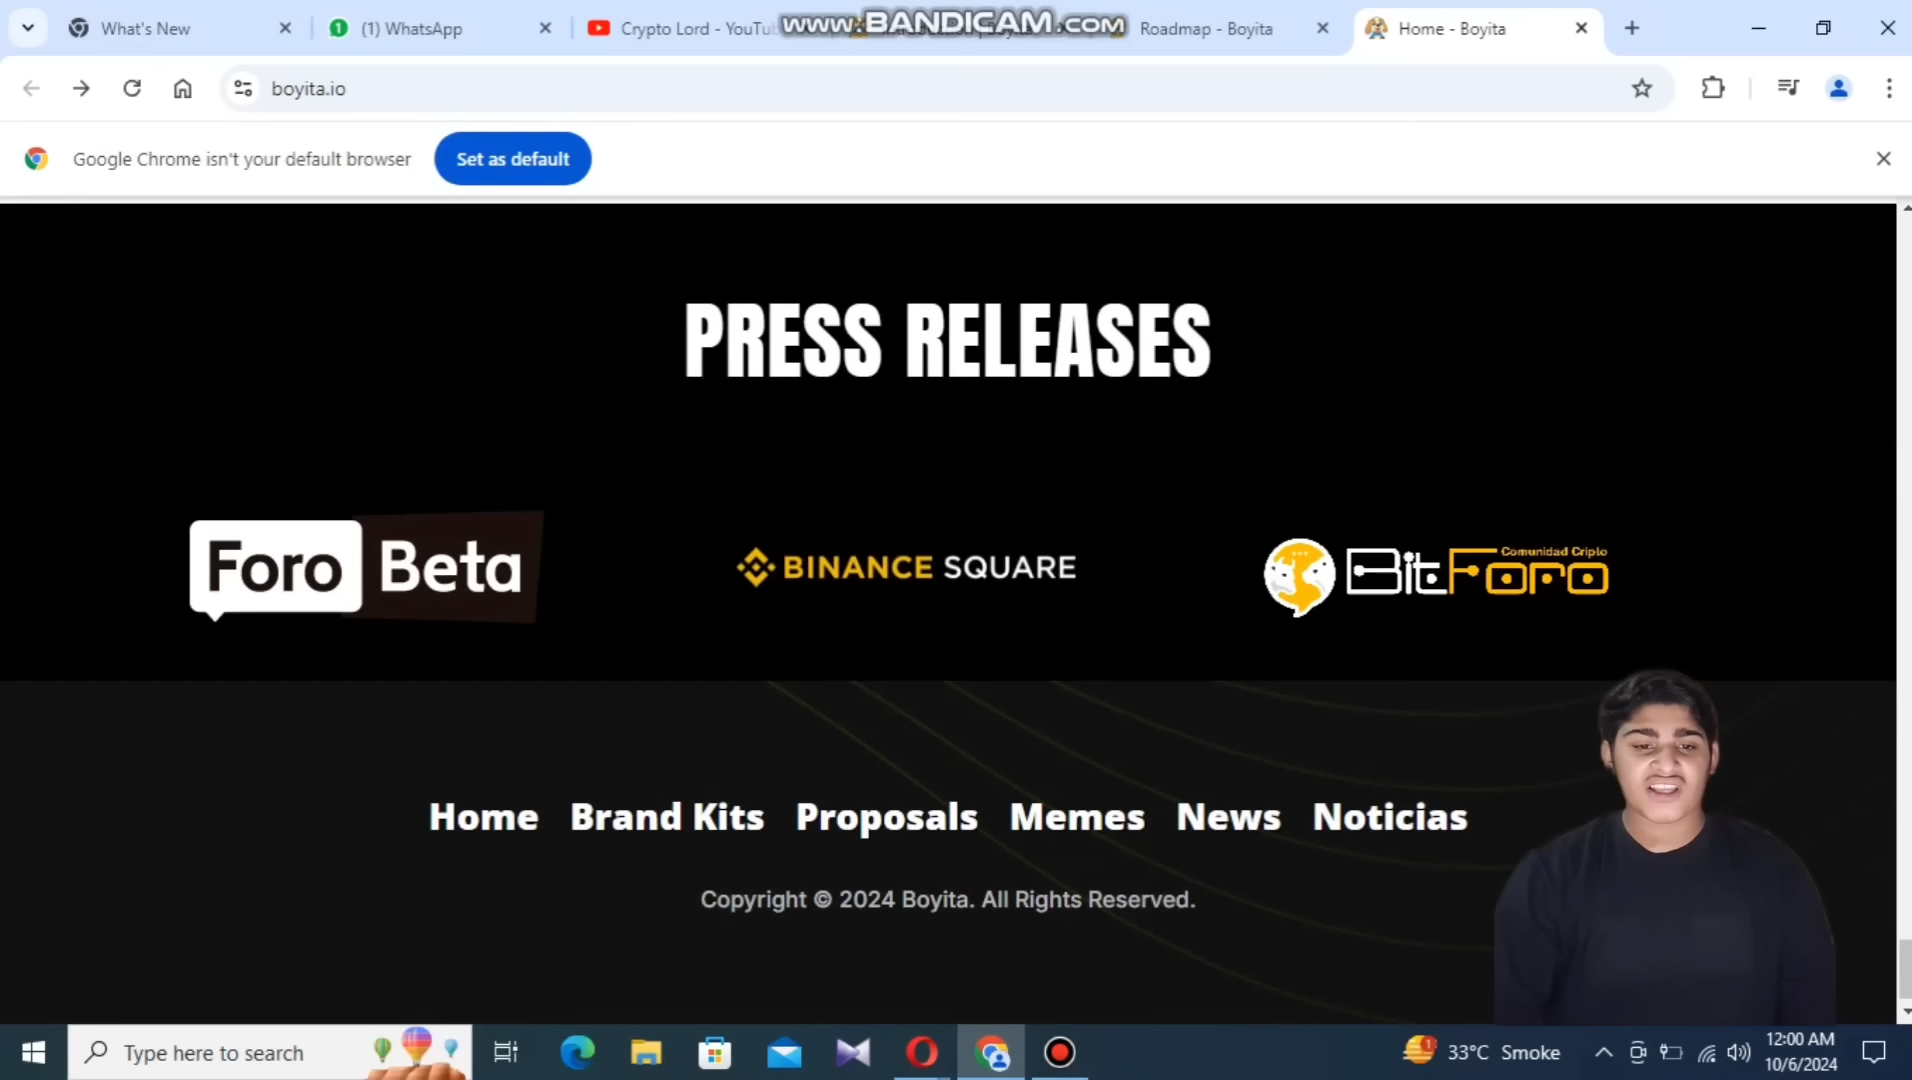 What's New
(1) WhatsApp
Crypto Lord - YouTu
www.BANDICAM.com
Roadmap - Boyita
Home - Boyita
boyita.io
Google Chrome isn't your default browser
Set as default
PRESS RELEASES
Foro Beta
BINANCE SQUARE
Comunidad Cripto
BitForo
Home Brand Kits Proposals Memes News Noticias
Copyright © 2024 Boyita. All Rights Reserved.
Type here to search
1
33°C Smoke
12:00 AM
10/6/2024